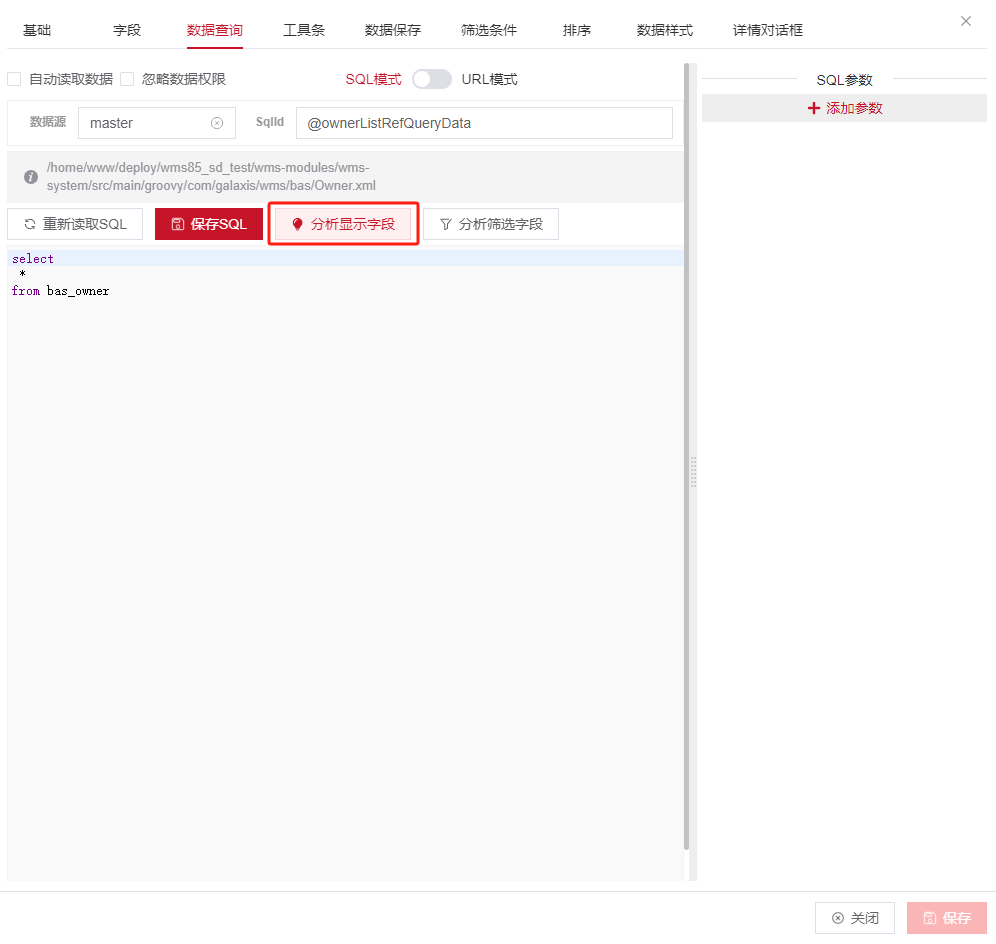 基础 字段 数据查询 工具条 数据保存 筛选条件 排序 数据样式 详情对话框
自动读取数据 忽略数据权限 SQL模式 URL模式
数据源 master SqlId @ownerListRefQueryData
/home/www/deploy/wms85_sd_test/wms-modules/wms-
system/src/main/groovy/com/galaxis/wms/bas/Owner.xml
重新读取SQL 保存SQL 分析显示字段 分析筛选字段
select
*
from bas_owner
SQL参数
添加参数
关闭 保存